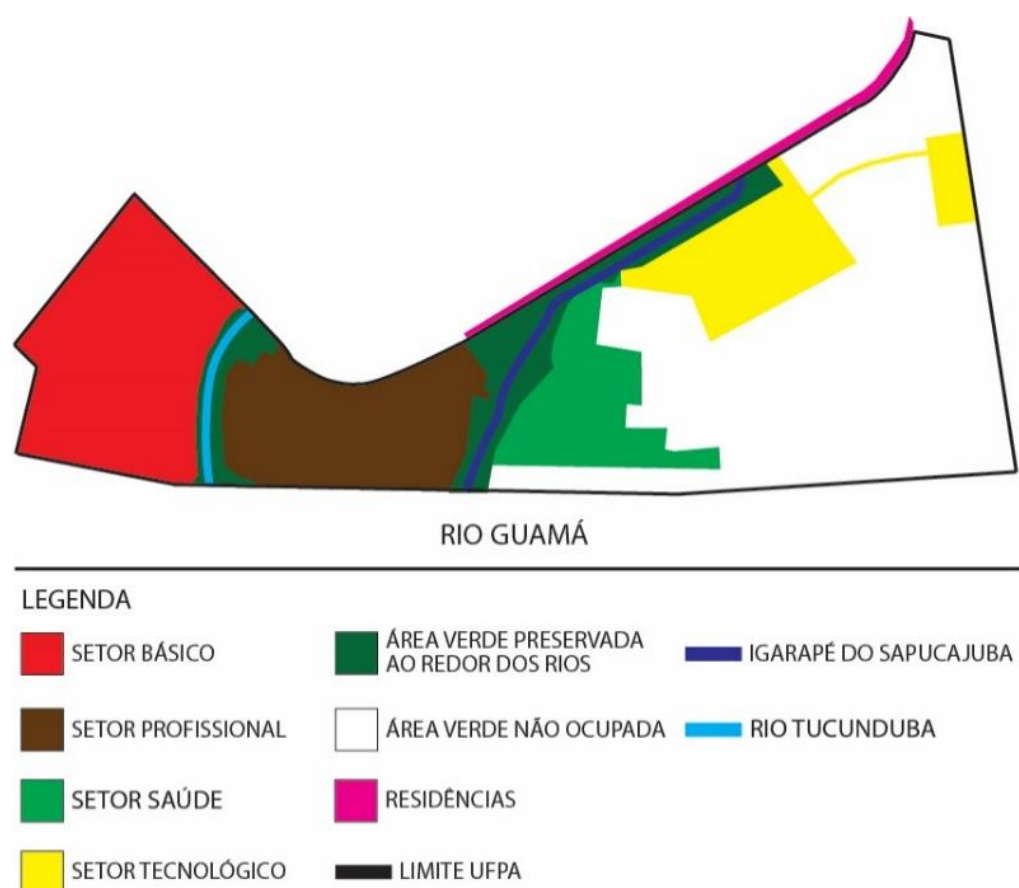 RIO GUAMÁ
LEGENDA
SETOR BÁSICO
ÁREA VERDE PRESERVADA
AO REDOR DOS RIOS
IGARAPÉ DO SAPUCAJUBA
SETOR PROFISSIONAL
ÁREA VERDE NÃO OCUPADA
RIO TUCUNDUBA
SETOR SAÚDE
RESIDÊNCIAS
SETOR TECNOLÓGICO
LIMITE UFPA